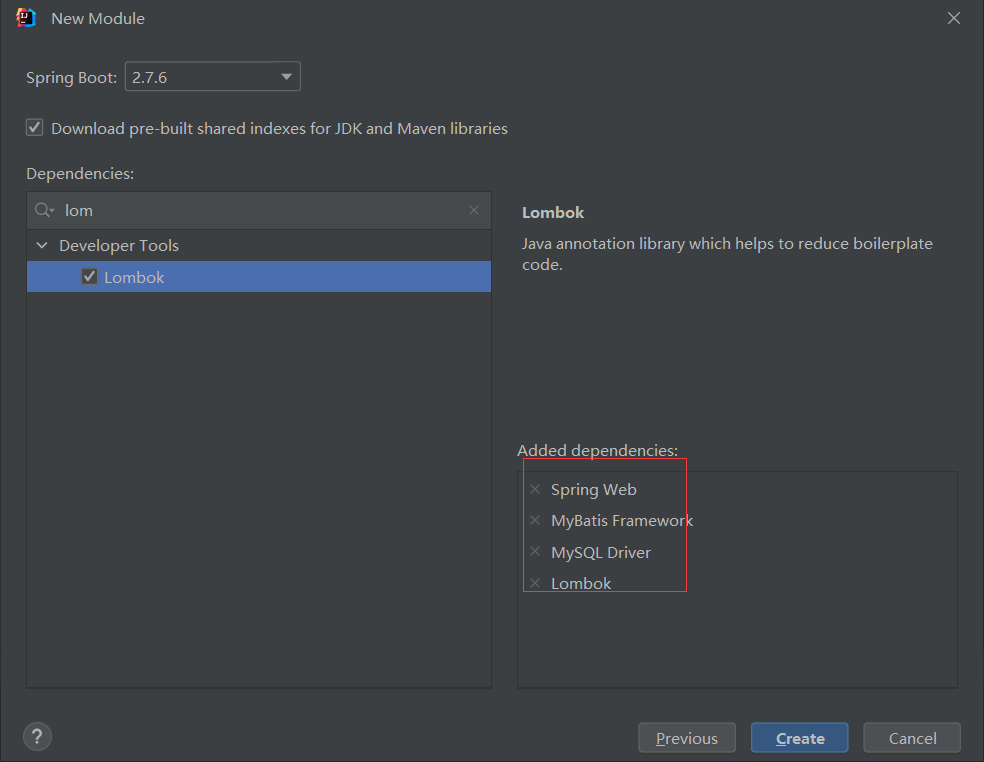 New Module
Spring Boot: 2.7.6
Download pre-built shared indexes for JDK and Maven libraries
Dependencies:
lom
Developer Tools
Lombok
Lombok
Java annotation library which helps to reduce boilerplate
code.
Added dependencies:
Spring Web
MyBatis Framework
MySQL Driver
Lombok
?
Previous
Create
Cancel